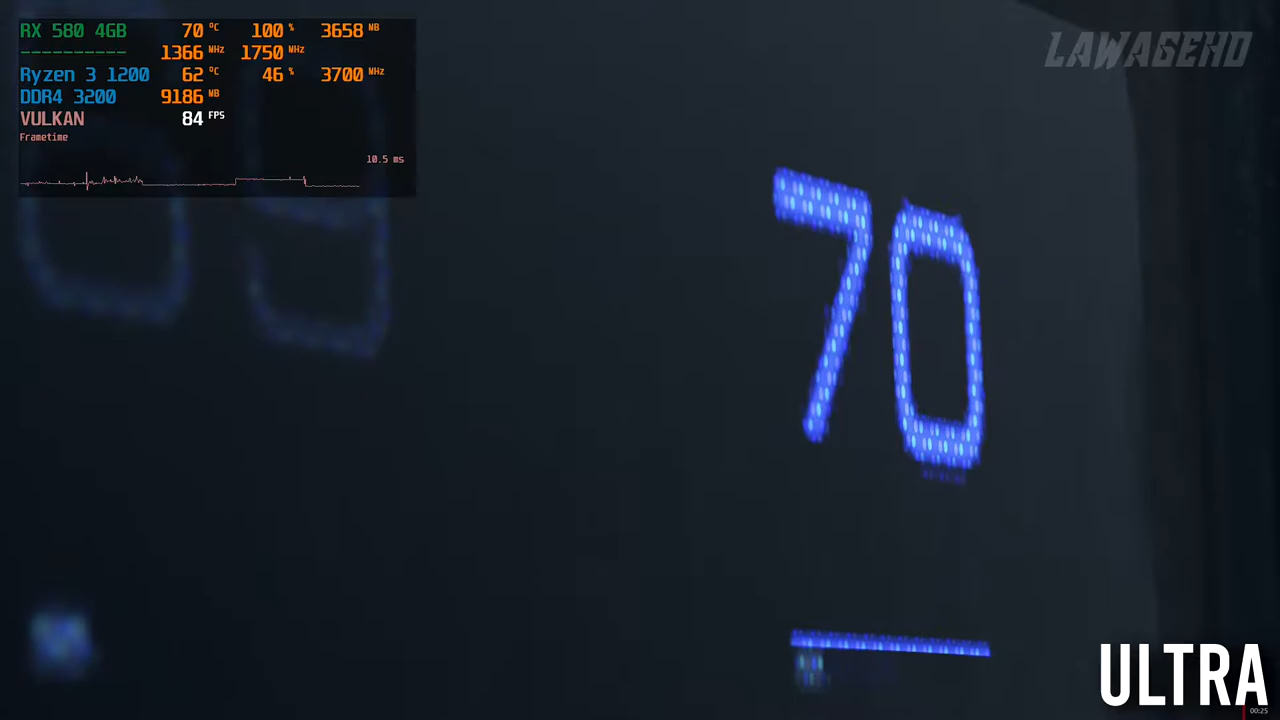 RX 580 4GB 70 °C 100 % 3658 MB
---------- 1366 MHz 1750 MHz
Ryzen 3 1200 62 °C 46 % 3700 MHz
DDR4 3200 9186 MB
VULKAN 84 FPS
Frametime
10.5 ms
LAWAGEHD
69
70
ULTRA
00:25